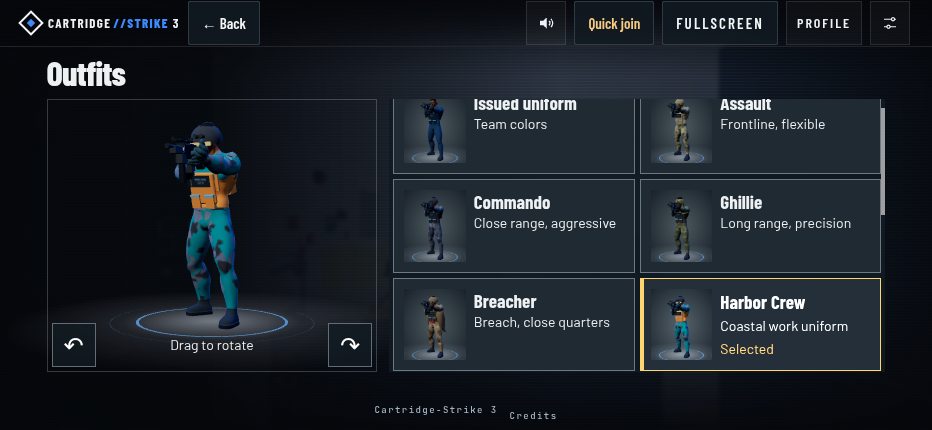 CARTRIDGE//STRIKE 3
← Back
Quick join
FULLSCREEN
PROFILE
Outfits
Issued uniform
Team colors
Assault
Frontline, flexible
Commando
Close range, aggressive
Ghillie
Long range, precision
Breacher
Breach, close quarters
Harbor Crew
Coastal work uniform
Selected
Drag to rotate
Cartridge-Strike 3
Credits